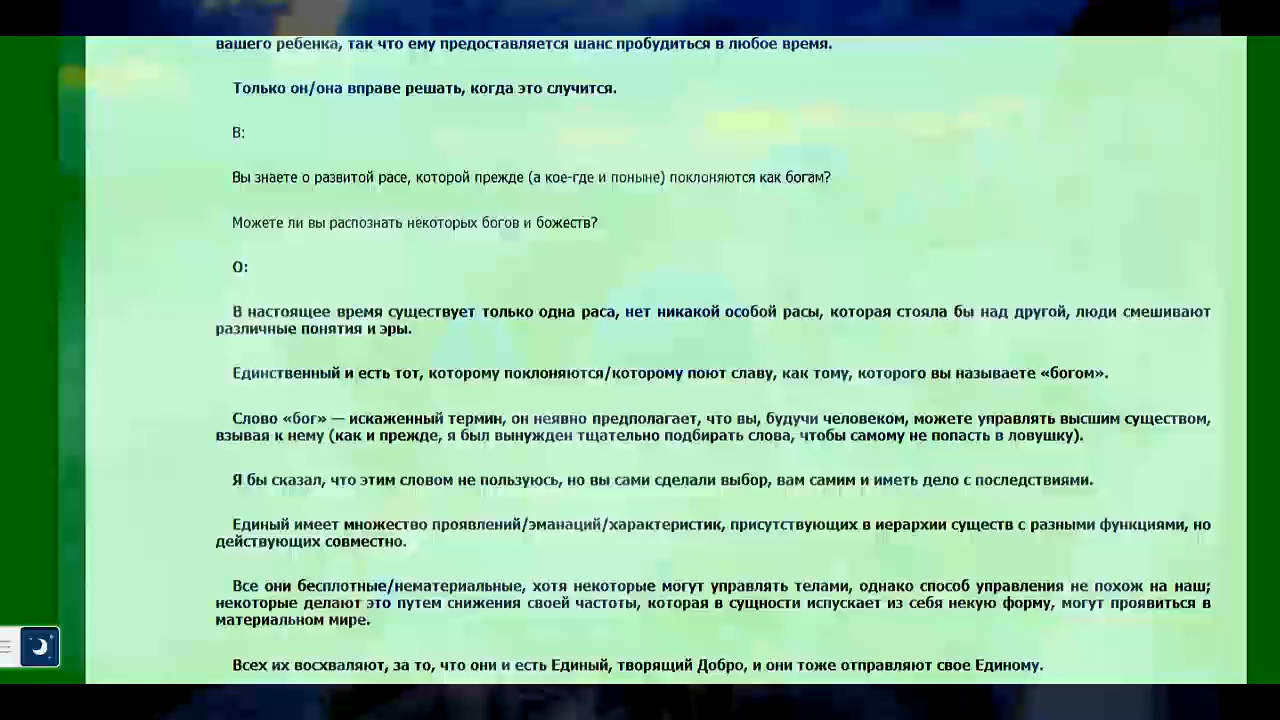 вашего ребенка, так что ему предоставляется шанс пробудиться в любое время.
Только он/она вправе решать, когда это случится.
В:
Вы знаете о развитой расе, которой прежде (а кое-где и поныне) поклоняются как богам?
Можете ли вы распознать некоторых богов и божеств?
О:
В настоящее время существует только одна раса, нет никакой особой расы, которая стояла бы над другой, люди смешивают
различные понятия и эры.
Единственный и есть тот, которому поклоняются/которому поют славу, как тому, которого вы называете «богом».
Слово «бог» — искаженный термин, он неявно предполагает, что вы, будучи человеком, можете управлять высшим существом,
взывая к нему (как и прежде, я был вынужден тщательно подбирать слова, чтобы самому не попасть в ловушку).
Я бы сказал, что этим словом не пользуюсь, но вы сами сделали выбор, вам самим и иметь дело с последствиями.
Единый имеет множество проявлений/эманаций/характеристик, присутствующих в иерархии существ с разными функциями, но
действующих совместно.
Все они бесплотные/нематериальные, хотя некоторые могут управлять телами, однако способ управления не похож на наш;
некоторые делают это путем снижения своей частоты, которая в сущности испускает из себя некую форму, могут проявиться в
материальном мире.
Всех их восхваляют, за то, что они и есть Единый, творящий Добро, и они тоже отправляют свое Единому.